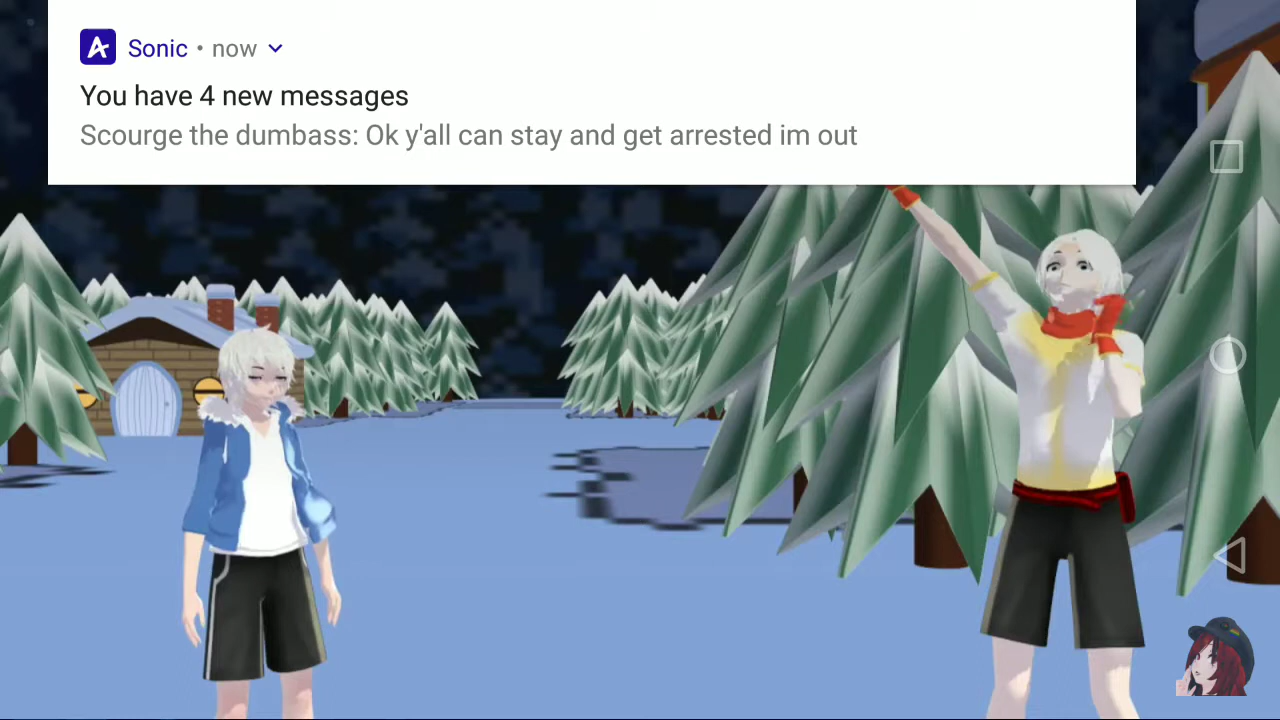 Sonic • now
You have 4 new messages
Scourge the dumbass: Ok y'all can stay and get arrested im out